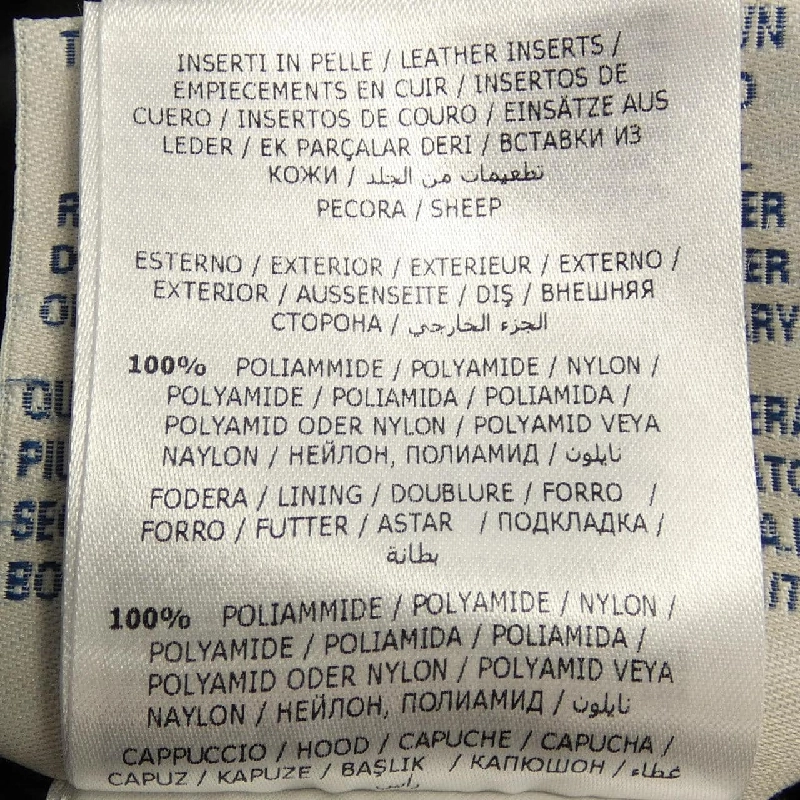 INSERTI IN PELLE / LEATHER INSERTS /
EMPIECEMENTS EN CUIR / INSERTOS DE
CUERO / INSERTOS DE COURO / EINSÄTZE AUS
LEDER / EK PARÇALAR DERI / ВСТАВКИ ИЗ
КОЖИ / تطعيمات من الجلد
PECORA / SHEEP
ESTERNO / EXTERIOR / EXTERIEUR / EXTERNO /
EXTERIOR / AUSSENSEITE / DIŞ / ВНЕШНЯЯ
СТОРОНА / الجزء الخارجي
100% POLIAMMIDE / POLYAMIDE / NYLON /
POLYAMIDE / POLIAMIDA / POLIAMIDA /
POLYAMID ODER NYLON / POLYAMID VEYA
NAYLON / НЕЙЛОН, ПОЛИАМИД / نايلون
FODERA / LINING / DOUBLURE / FORRO /
FORRO / FUTTER / ASTAR / ПОДКЛАДКА /
بطانة
100% POLIAMMIDE / POLYAMIDE / NYLON /
POLYAMIDE / POLIAMIDA / POLIAMIDA /
POLYAMID ODER NYLON / POLYAMID VEYA
NAYLON / НЕЙЛОН, ПОЛИАМИД / نايلون
CAPPUCCIO / HOOD / CAPUCHE / CAPUCHA /
CAPUZ / KAPUZE / BAŞLIK / КАПЮШОН / غطاء